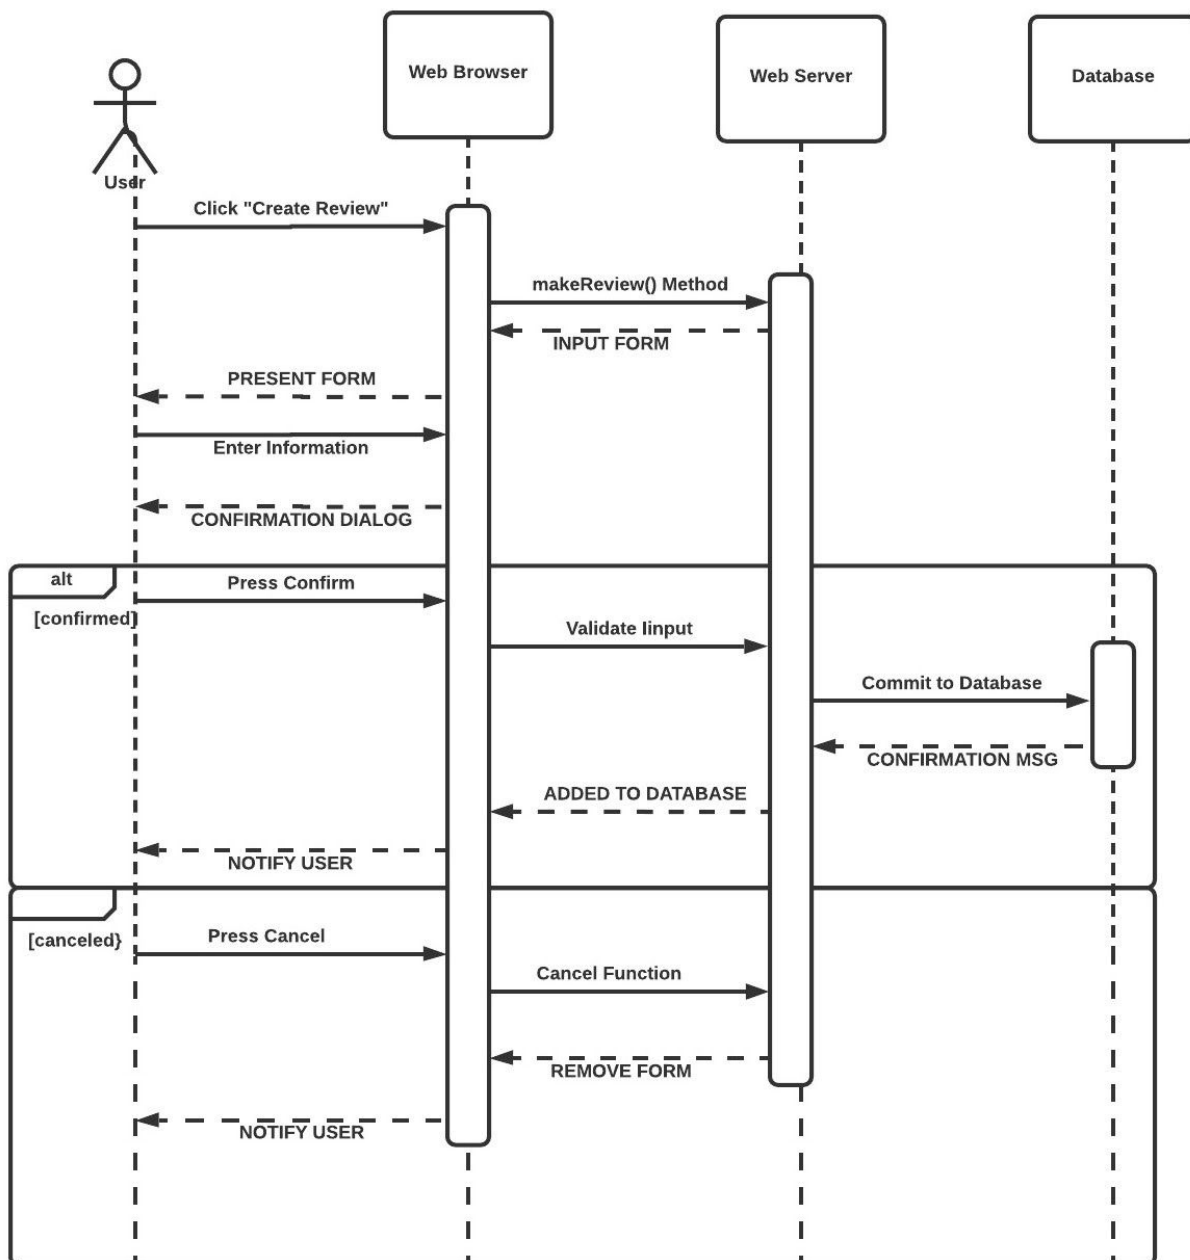 Web Browser
Web Server
Database
User
Click "Create Review"
makeReview() Method
INPUT FORM
PRESENT FORM
Enter Information
CONFIRMATION DIALOG
alt
Press Confirm
[confirmed]
Validate Iinput
Commit to Database
CONFIRMATION MSG
ADDED TO DATABASE
NOTIFY USER
[canceled}
Press Cancel
Cancel Function
REMOVE FORM
NOTIFY USER